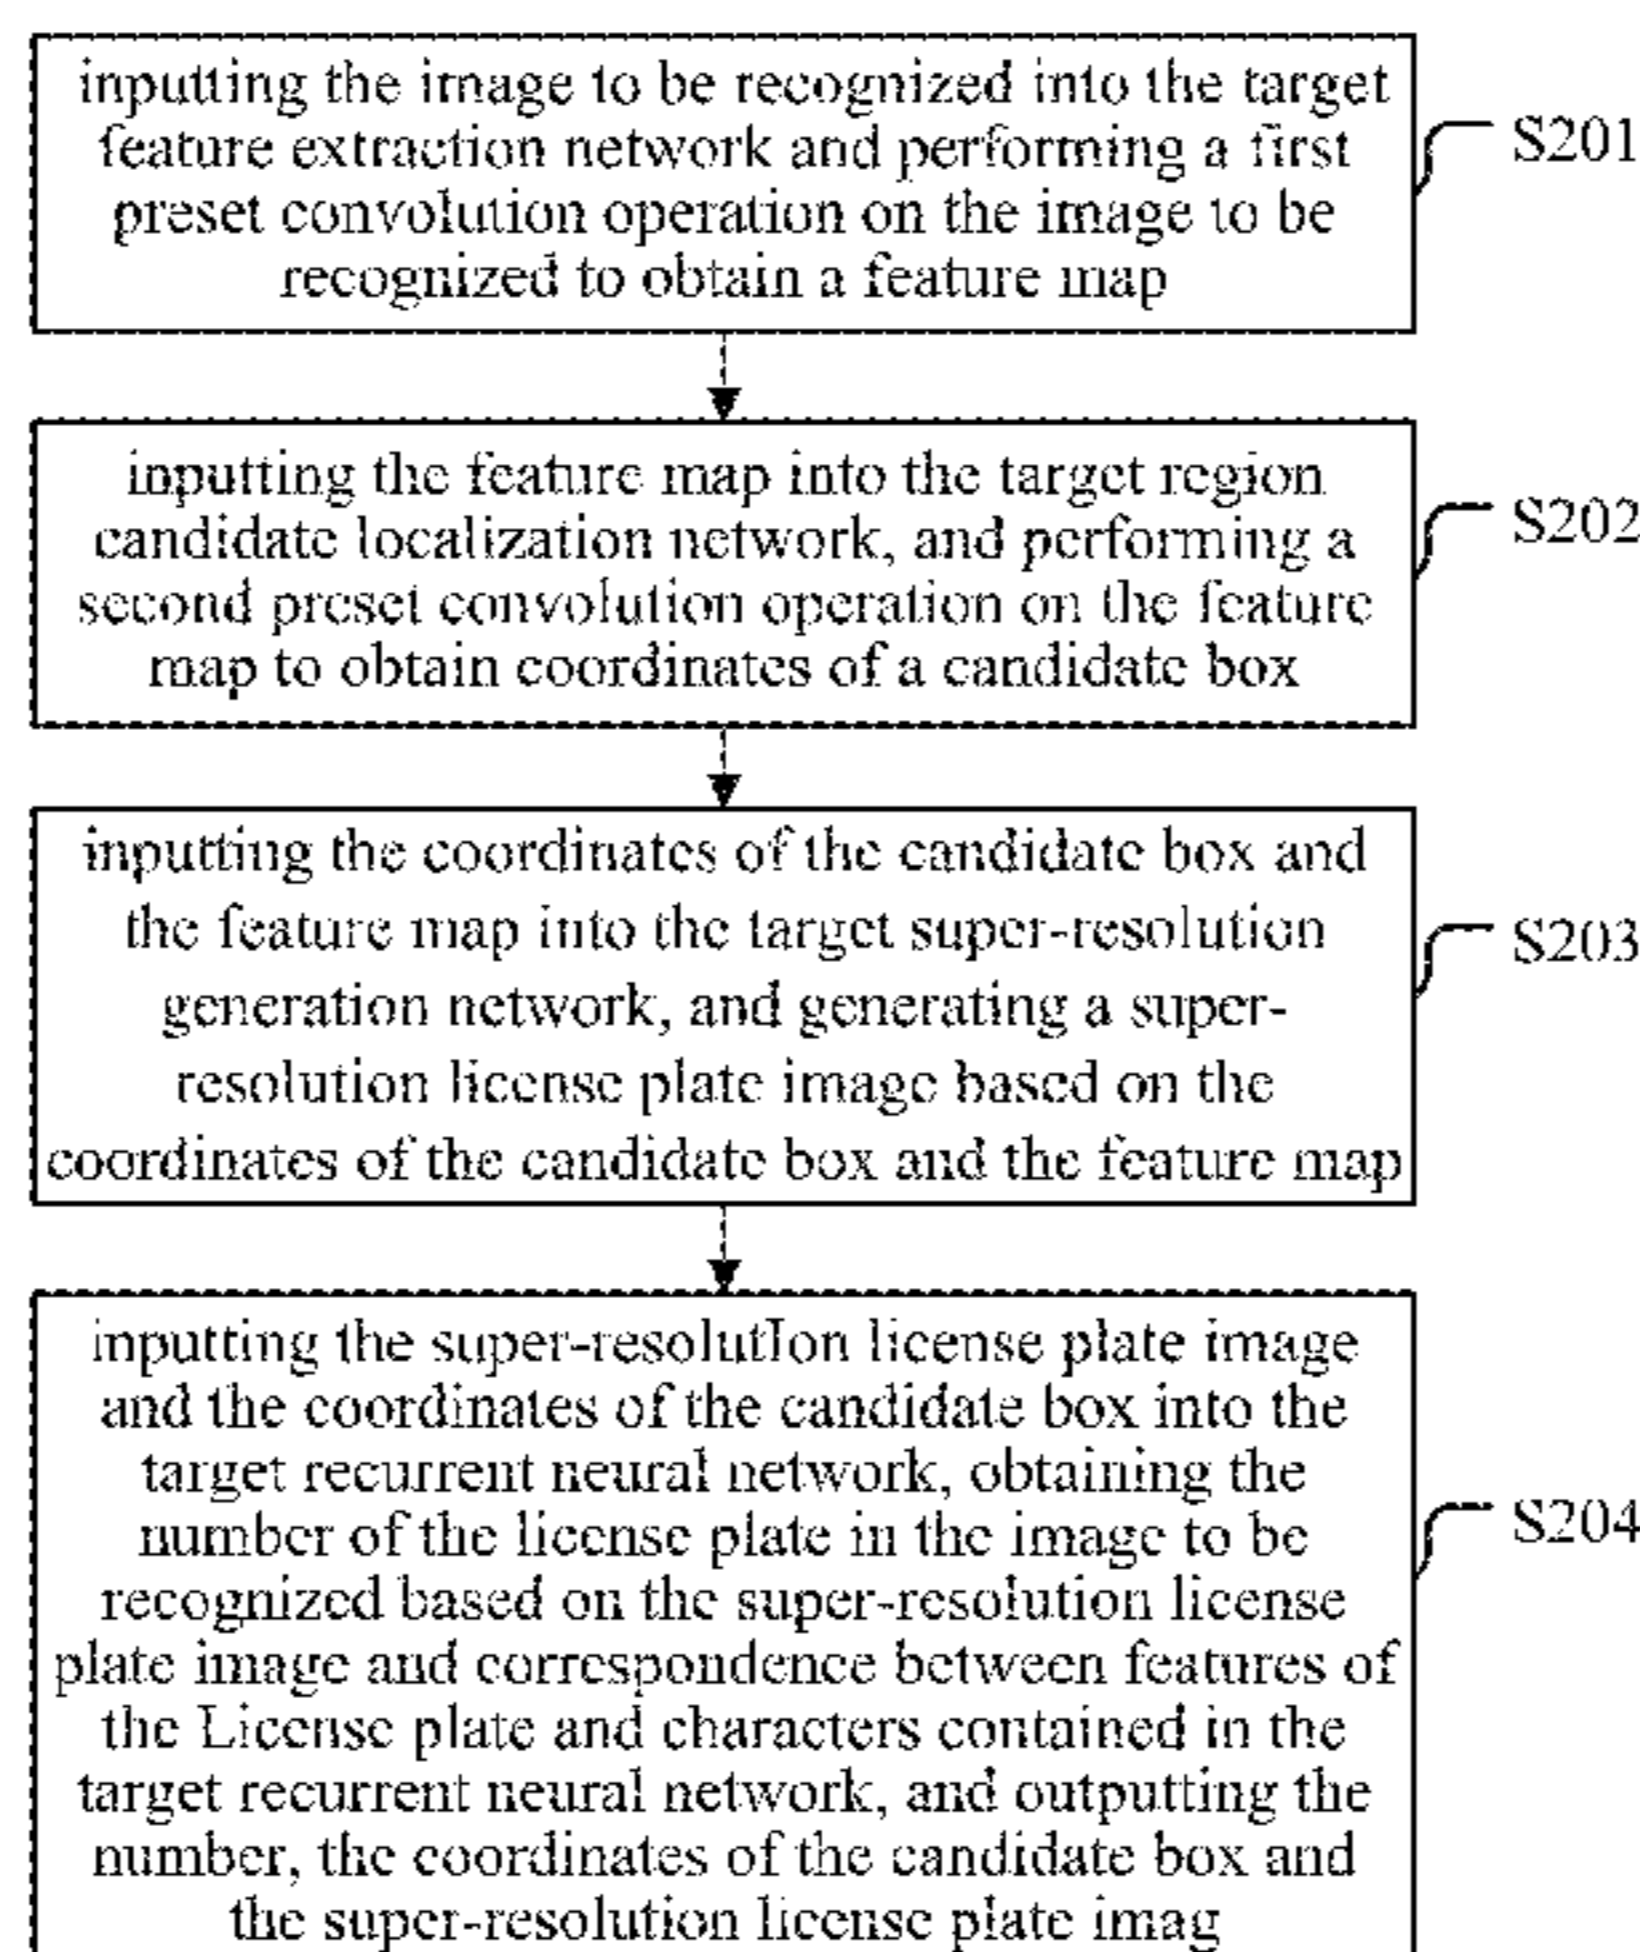 inputting the image to be recognized into the target
feature extraction network and performing a first
preset convolution operation on the image to be
recognized to obtain a feature map
S201
inputting the feature map into the target region
candidate localization network, and performing a
second preset convolution operation on the feature
map to obtain coordinates of a candidate box
S202
inputting the coordinates of the candidate box and
the feature map into the target super-resolution
generation network, and generating a super-
resolution license plate image based on the
coordinates of the candidate box and the feature map
S203
inputting the super-resolutIon license plate image
and the coordinates of the candidate box into the
target recurrent neural network, obtaining the
number of the license plate in the image to be
recognized based on the super-resolution license
plate image and correspondence between features of
the License plate and characters contained in the
target recurrent neural network, and outputting the
number, the coordinates of the candidate box and
the super-resolution license plate imag
S204